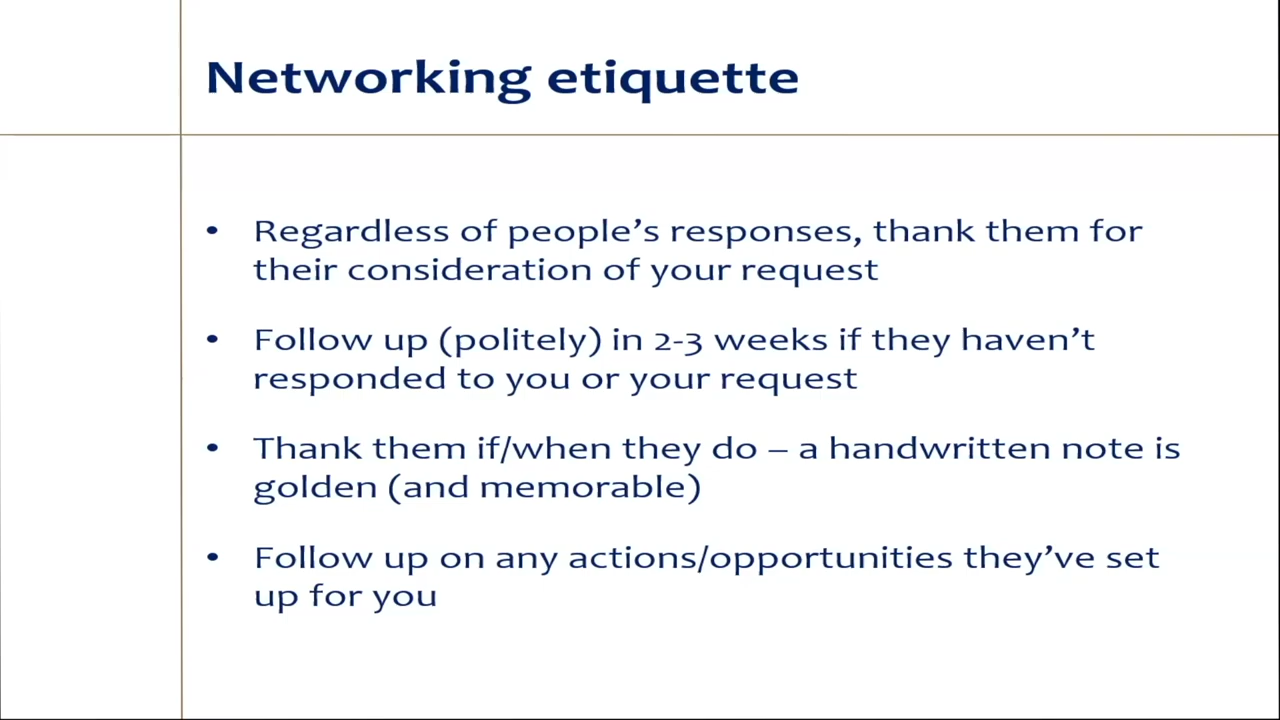 Networking etiquette
• Regardless of people’s responses, thank them for
their consideration of your request
• Follow up (politely) in 2-3 weeks if they haven’t
responded to you or your request
• Thank them if/when they do – a handwritten note is
golden (and memorable)
• Follow up on any actions/opportunities they’ve set
up for you